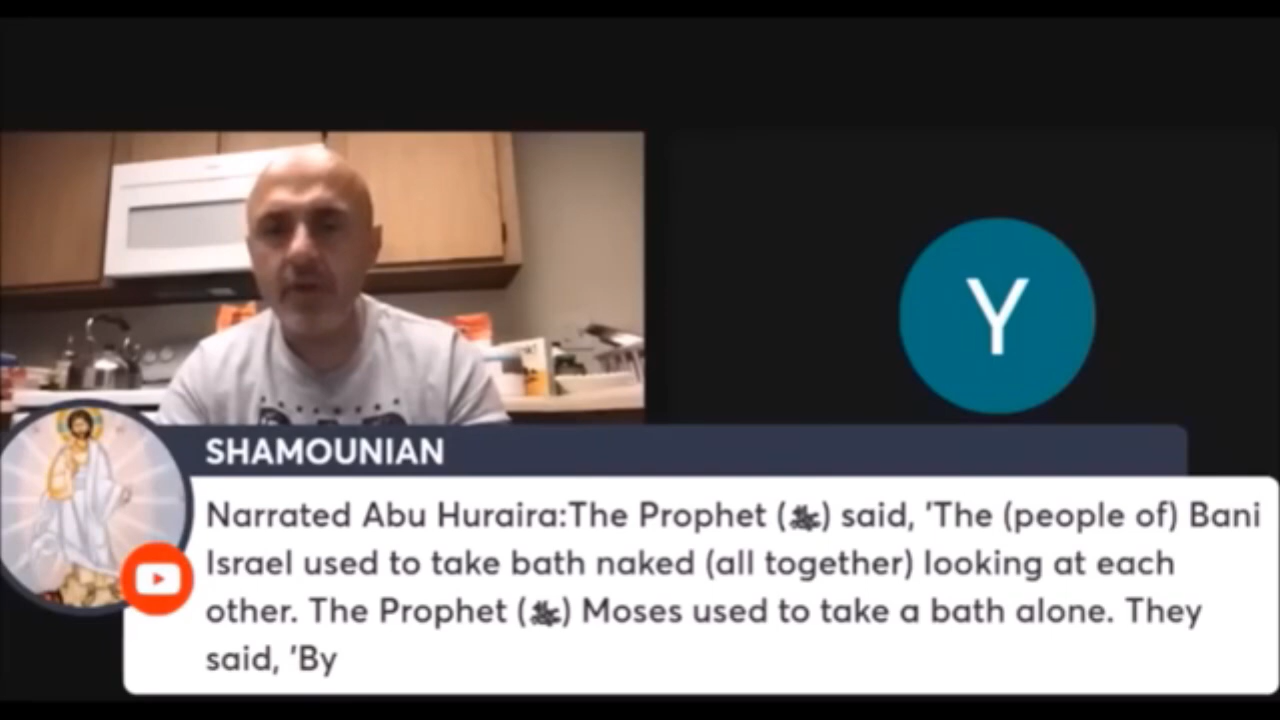 Y
SHAMOUNIAN
Narrated Abu Huraira:The Prophet (ﷺ) said, 'The (people of) Bani
Israel used to take bath naked (all together) looking at each
other. The Prophet (ﷺ) Moses used to take a bath alone. They
said, 'By